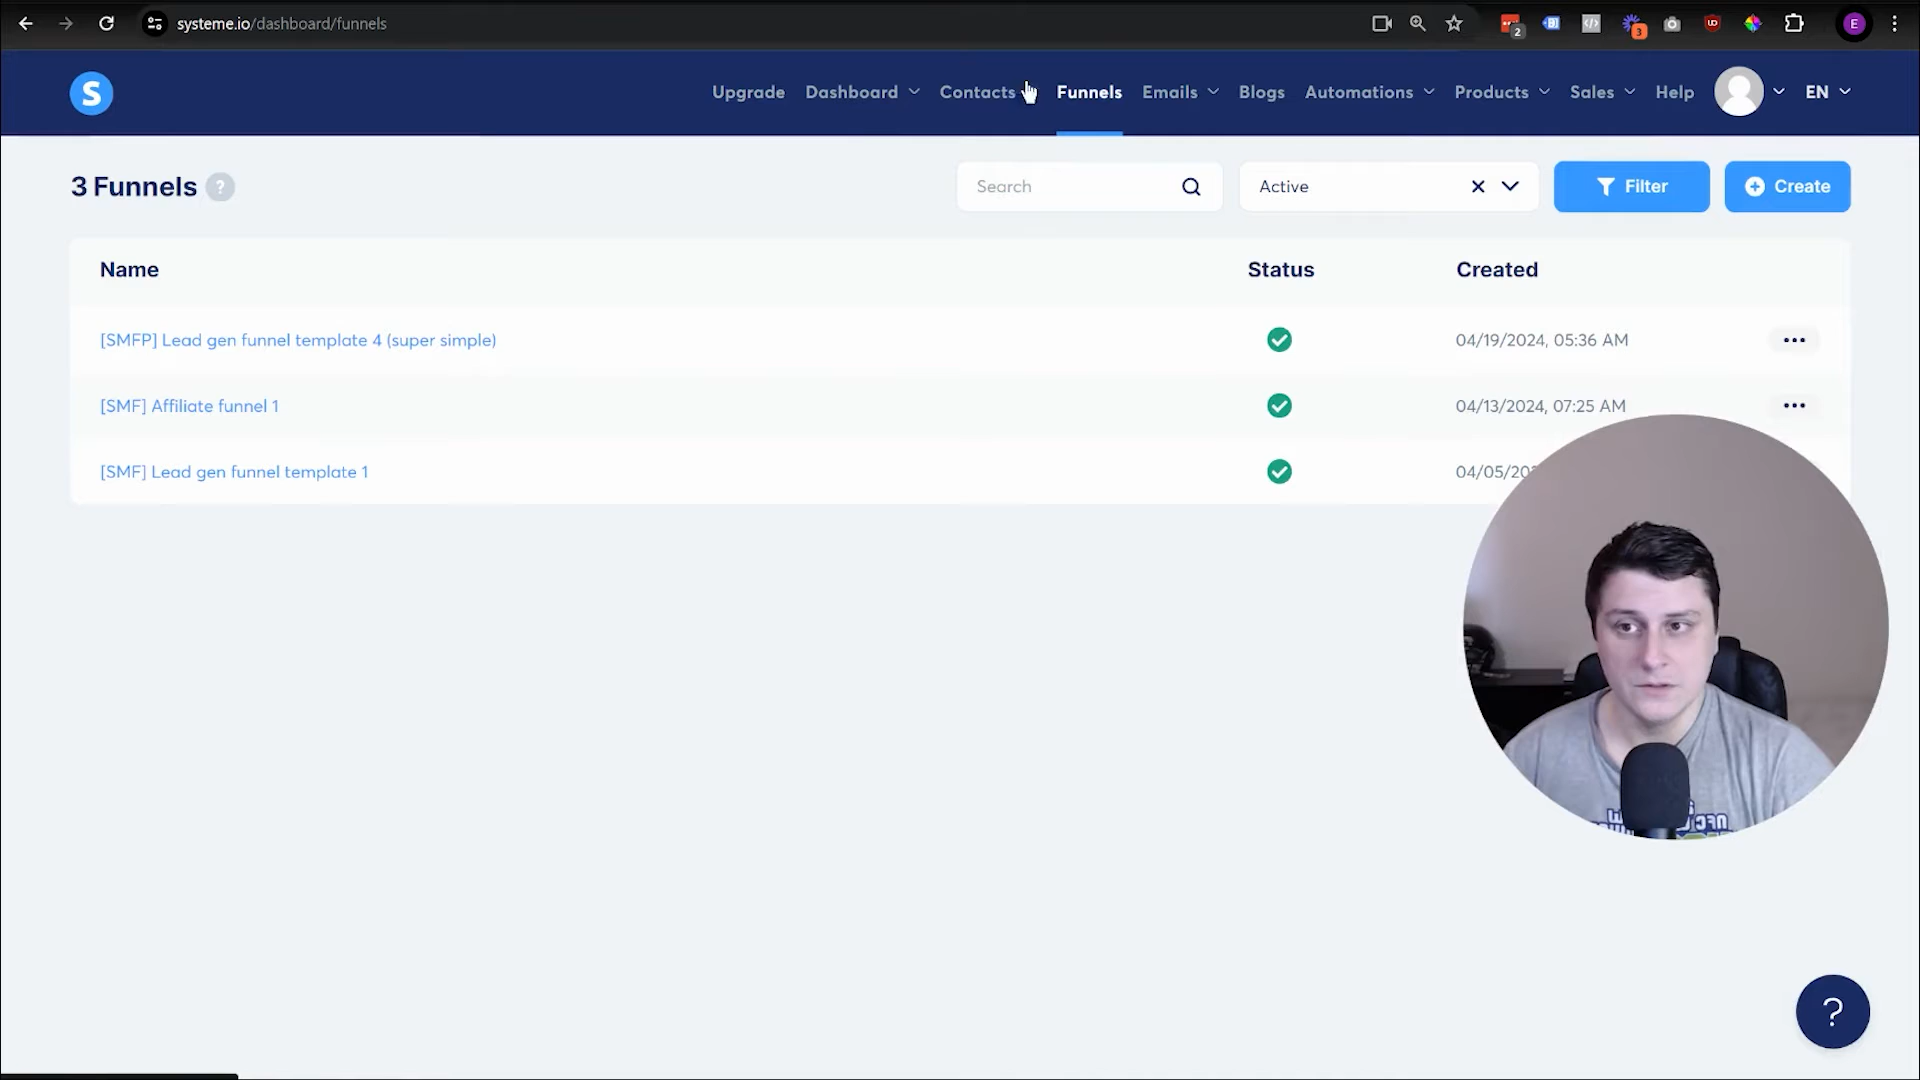 systeme.io/dashboard/funnels
2
3
E
S
Upgrade Dashboard Contacts Funnels Emails Blogs Automations Products Sales Help EN
3 Funnels ?
Search
Active
Filter
Create
Name Status Created
[SMFP] Lead gen funnel template 4 (super simple) 04/19/2024, 05:36 AM
[SMF] Affiliate funnel 1 04/13/2024, 07:25 AM
[SMF] Lead gen funnel template 1 04/05/20
?